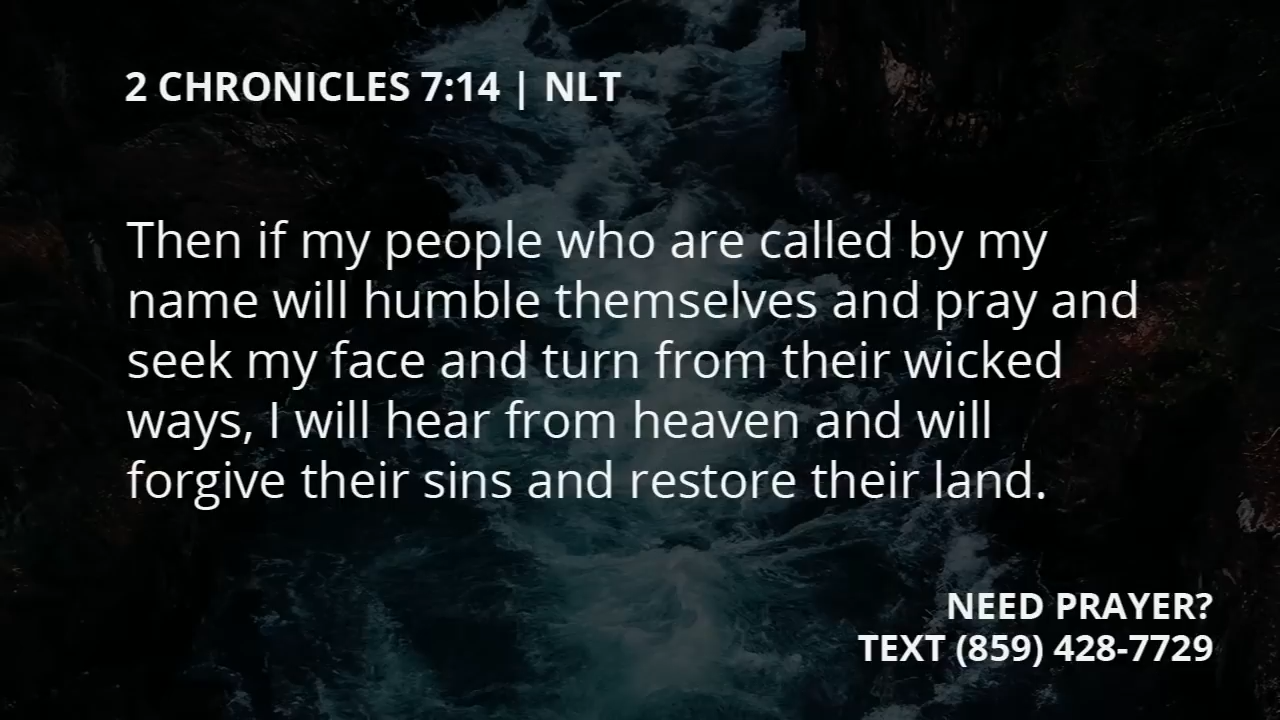 2 CHRONICLES 7:14 | NLT
Then if my people who are called by my
name will humble themselves and pray and
seek my face and turn from their wicked
ways, I will hear from heaven and will
forgive their sins and restore their land.
NEED PRAYER?
TEXT (859) 428-7729